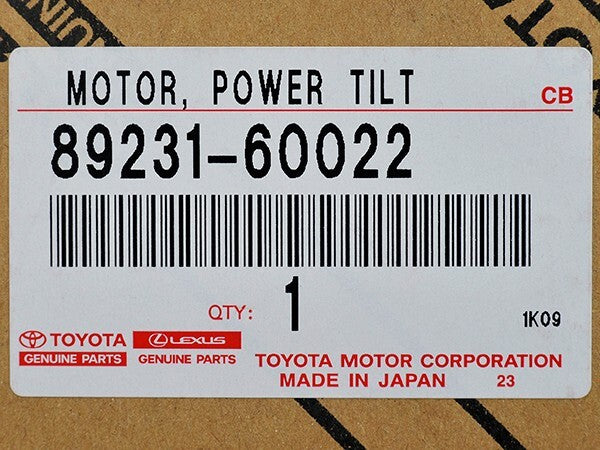 MOTOR, POWER TILT
CB
89231-60022
QTY: 1
1K09
TOYOTA LEXUS
GENUINE PARTS GENUINE PARTS
TOYOTA MOTOR CORPORATION
MADE IN JAPAN 23